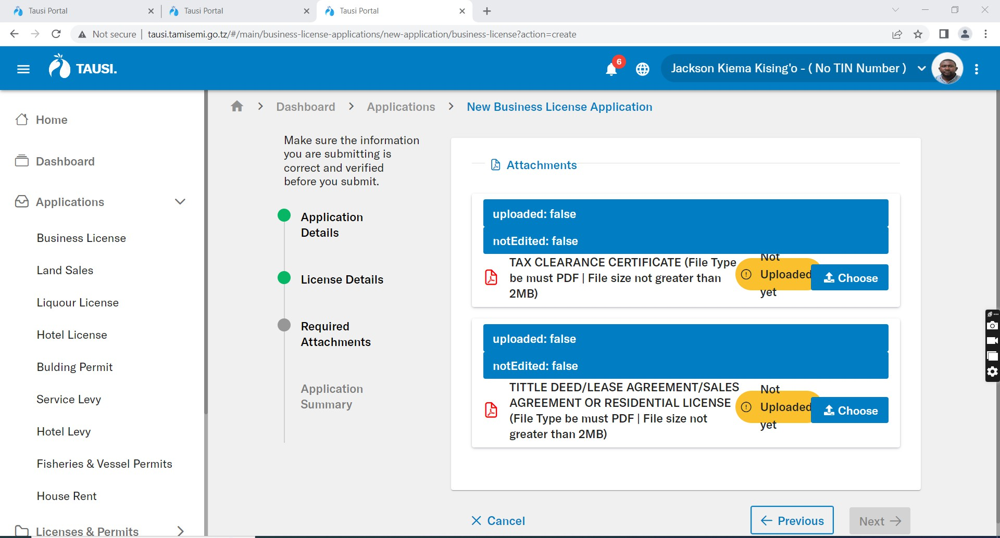 Tausi Portal
Tausi Portal
Tausi Portal
Not secure
tausi.tamisemi.go.tz/#/main/business-license-applications/new-application/business-license?action=create
TAUSI.
6
Jackson Kiema Kising'o - ( No TIN Number )
Home
Dashboard
Applications
Business License
Land Sales
Liquour License
Hotel License
Bulding Permit
Service Levy
Hotel Levy
Fisheries & Vessel Permits
House Rent
Licenses & Permits
Dashboard
Applications
New Business License Application
Make sure the information
you are submitting is
correct and verified
before you submit.
Application
Details
License Details
Required
Attachments
Application
Summary
Attachments
uploaded: false
notEdited: false
TAX CLEARANCE CERTIFICATE (File Type
be must PDF | File size not greater than
2MB)
Not
Uploaded
yet
Choose
uploaded: false
notEdited: false
TITTLE DEED/LEASE AGREEMENT/SALES
AGREEMENT OR RESIDENTIAL LICENSE
(File Type be must PDF | File size not
greater than 2MB)
Not
Uploaded
yet
Choose
Cancel
Previous
Next